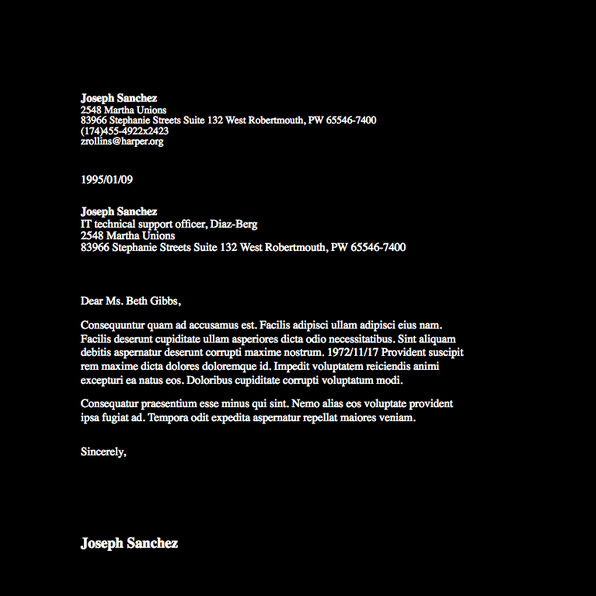 Joseph Sanchez
2548 Martha Unions
83966 Stephanie Streets Suite 132 West Robertmouth, PW 65546-7400
(174)455-4922x2423
zrollins@harper.org
1995/01/09
Joseph Sanchez
IT technical support officer, Diaz-Berg
2548 Martha Unions
83966 Stephanie Streets Suite 132 West Robertmouth, PW 65546-7400
Dear Ms. Beth Gibbs,
Consequuntur quam ad accusamus est. Facilis adipisci ullam adipisci eius nam.
Facilis deserunt cupiditate ullam asperiores dicta odio necessitatibus. Sint aliquam
debitis aspernatur deserunt corrupti maxime nostrum. 1972/11/17 Provident suscipit
rem maxime dicta dolores doloremque id. Impedit voluptatem reiciendis animi
excepturi ea natus eos. Doloribus cupiditate corrupti voluptatum modi.
Consequatur praesentium esse minus qui sint. Nemo alias eos voluptate provident
ipsa fugiat ad. Tempora odit expedita aspernatur repellat maiores veniam.
Sincerely,
Joseph Sanchez